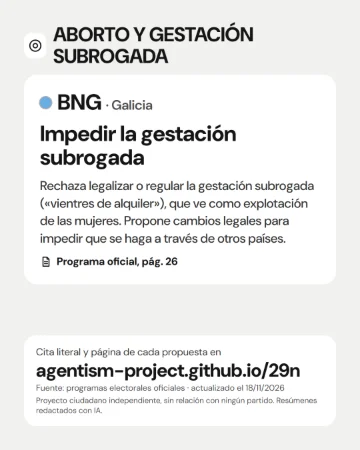 ABORTO Y GESTACIÓN
SUBROGADA
BNG · Galicia
Impedir la gestación
subrogada
Rechaza legalizar o regular la gestación subrogada
(«vientres de alquiler»), que ve como explotación
de las mujeres. Propone cambios legales para
impedir que se haga a través de otros países.
Programa oficial, pág. 26
Cita literal y página de cada propuesta en
agentism-project.github.io/29n
Fuente: programas electorales oficiales · actualizado el 18/11/2026
Proyecto ciudadano independiente, sin relación con ningún partido. Resúmenes
redactados con IA.